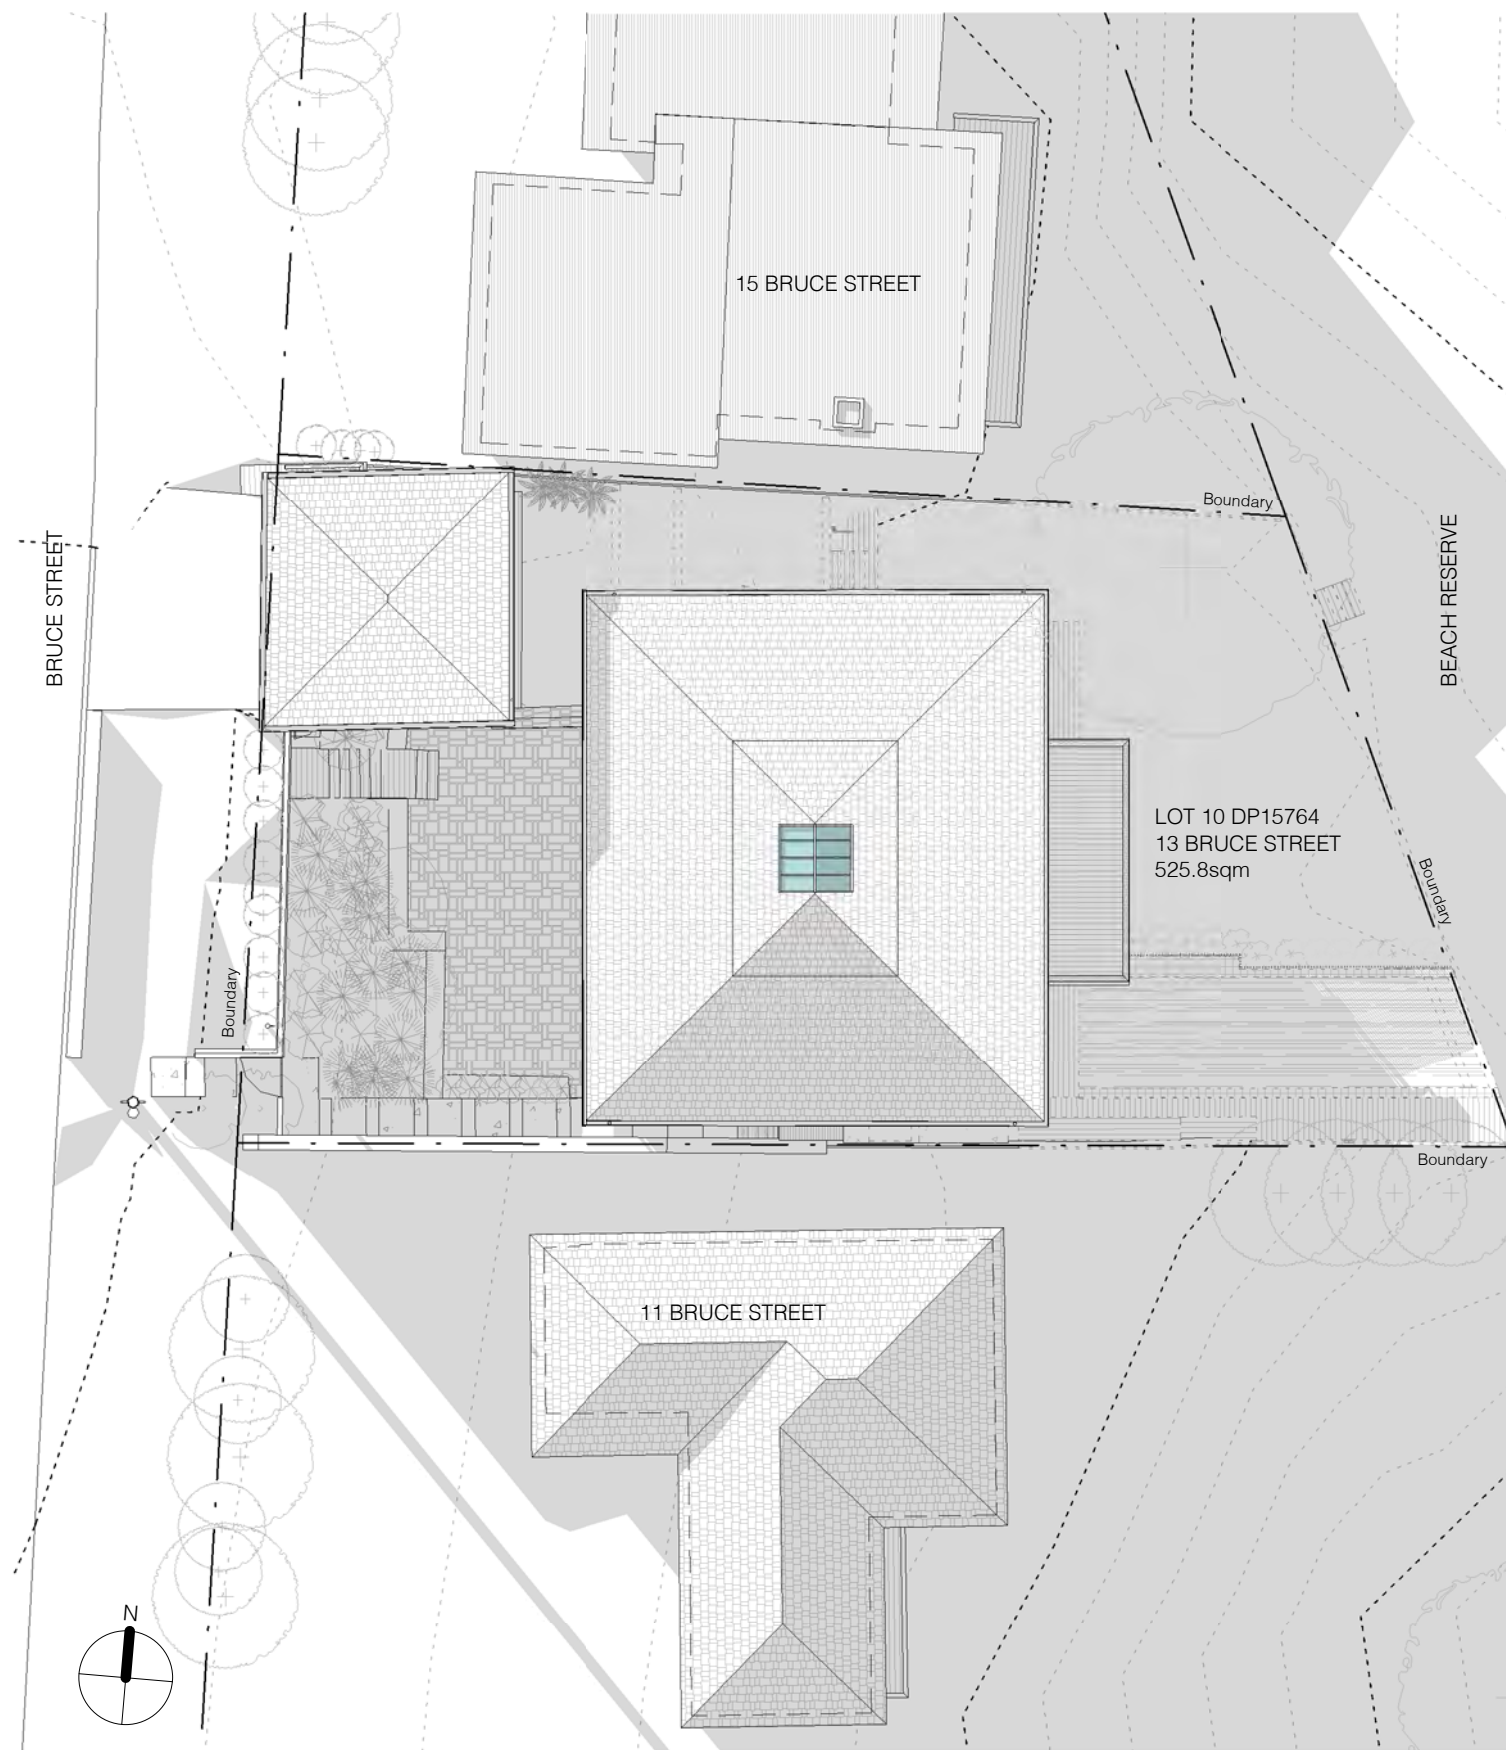 15 BRUCE STREET
Boundary
BRUCE STREET
BEACH RESERVE
LOT 10 DP15764
13 BRUCE STREET
525.8sqm
Boundary
Boundary
Boundary
11 BRUCE STREET
N